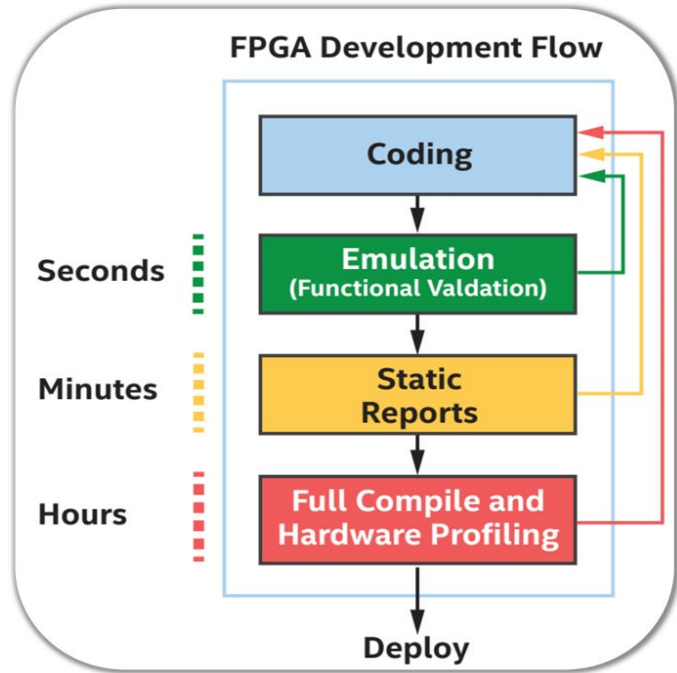 FPGA Development Flow
Coding
Seconds
Emulation
(Functional Valdation)
Minutes
Static
Reports
Hours
Full Compile and
Hardware Profiling
Deploy